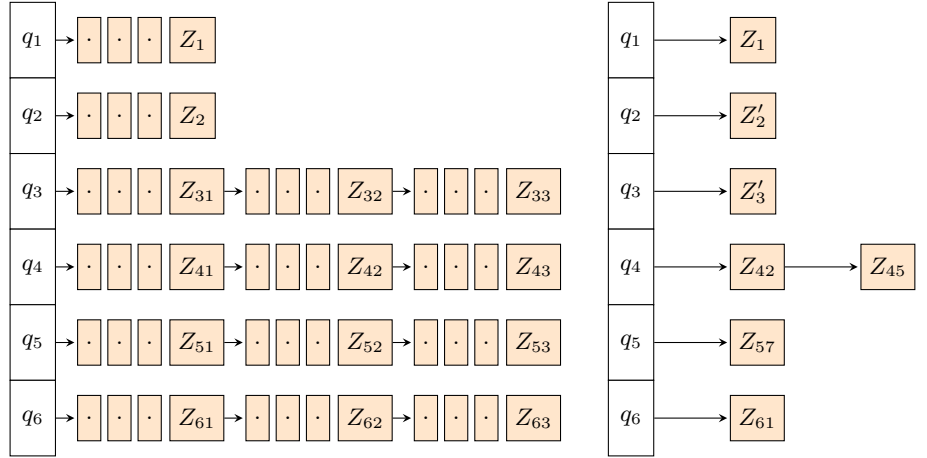 q₁ · · · Z₁ q₁ Z₁
q₂ · · · Z₂ q₂ Z′₂
q₃ · · · Z₃₁ · · · Z₃₂ · · · Z₃₃ q₃ Z′₃
q₄ · · · Z₄₁ · · · Z₄₂ · · · Z₄₃ q₄ Z₄₂ Z₄₅
q₅ · · · Z₅₁ · · · Z₅₂ · · · Z₅₃ q₅ Z₅₇
q₆ · · · Z₆₁ · · · Z₆₂ · · · Z₆₃ q₆ Z₆₁